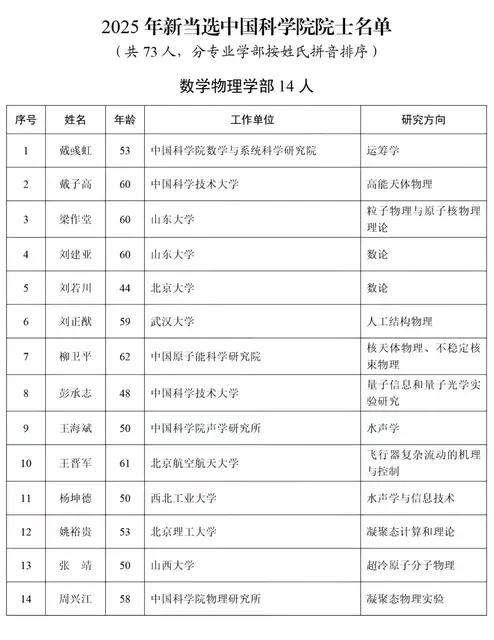 2025 年新当选中国科学院院士名单
（共 73 人，分专业学部按姓氏拼音排序）
数学物理学部 14 人
序号 姓名 年龄 工作单位 研究方向
1 戴彧虹 53 中国科学院数学与系统科学研究院 运筹学
2 戴子高 60 中国科学技术大学 高能天体物理
3 梁作堂 60 山东大学 粒子物理与原子核物理
理论
4 刘建亚 60 山东大学 数论
5 刘若川 44 北京大学 数论
6 刘正猷 59 武汉大学 人工结构物理
7 柳卫平 62 中国原子能科学研究院 核天体物理、不稳定核
束物理
8 彭承志 48 中国科学技术大学 量子信息和量子光学实
验研究
9 王海斌 50 中国科学院声学研究所 水声学
10 王晋军 61 北京航空航天大学 飞行器复杂流动的机理
与控制
11 杨坤德 50 西北工业大学 水声学与信息技术
12 姚裕贵 53 北京理工大学 凝聚态计算和理论
13 张　靖 50 山西大学 超冷原子分子物理
14 周兴江 58 中国科学院物理研究所 凝聚态物理实验